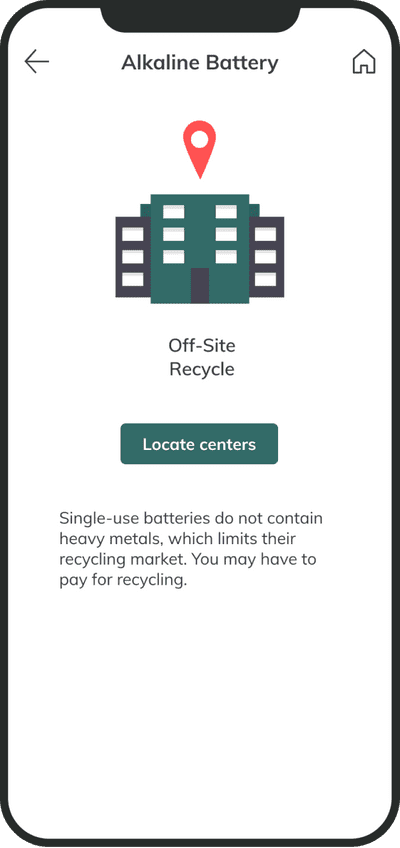 Alkaline Battery
Off-Site
Recycle
Locate centers
Single-use batteries do not contain
heavy metals, which limits their
recycling market. You may have to
pay for recycling.